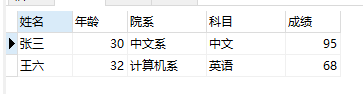 姓名 年龄 院系 科目 成绩
张三 30 中文系 中文 95
王六 32 计算机系 英语 68